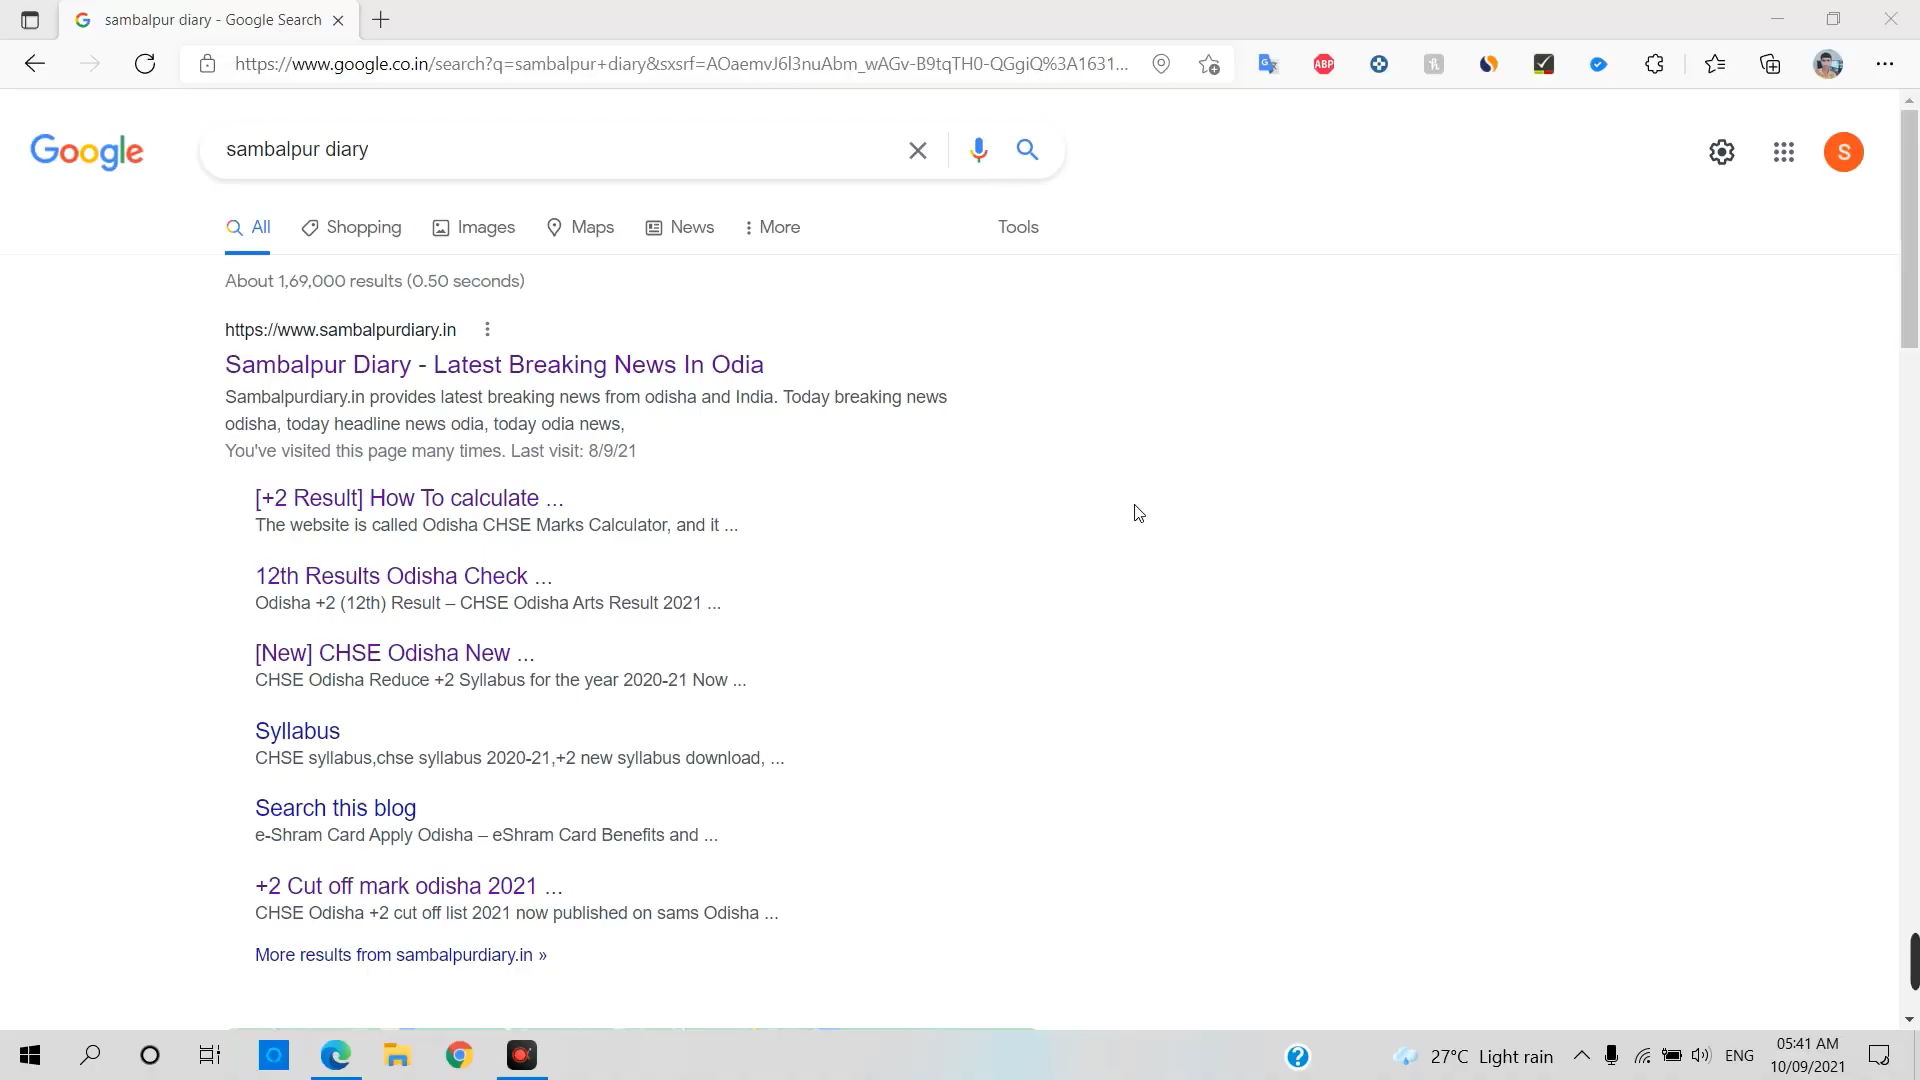 sambalpur diary - Google Search
https://www.google.co.in/search?q=sambalpur+diary&sxsrf=AOaemvJ6I3nuAbm_wAGv-B9tqTH0-QGgiQ%3A1631...
ABP
Google
sambalpur diary
S
All Shopping Images Maps News More Tools
About 1,69,000 results (0.50 seconds)
https://www.sambalpurdiary.in
Sambalpur Diary - Latest Breaking News In Odia
Sambalpurdiary.in provides latest breaking news from odisha and India. Today breaking news
odisha, today headline news odia, today odia news,
You've visited this page many times. Last visit: 8/9/21
[+2 Result] How To calculate ...
The website is called Odisha CHSE Marks Calculator, and it ...
12th Results Odisha Check ...
Odisha +2 (12th) Result – CHSE Odisha Arts Result 2021 ...
[New] CHSE Odisha New ...
CHSE Odisha Reduce +2 Syllabus for the year 2020-21 Now ...
Syllabus
CHSE syllabus,chse syllabus 2020-21,+2 new syllabus download, ...
Search this blog
e-Shram Card Apply Odisha – eShram Card Benefits and ...
+2 Cut off mark odisha 2021 ...
CHSE Odisha +2 cut off list 2021 now published on sams Odisha ...
More results from sambalpurdiary.in »
27°C Light rain
ENG
05:41 AM
10/09/2021